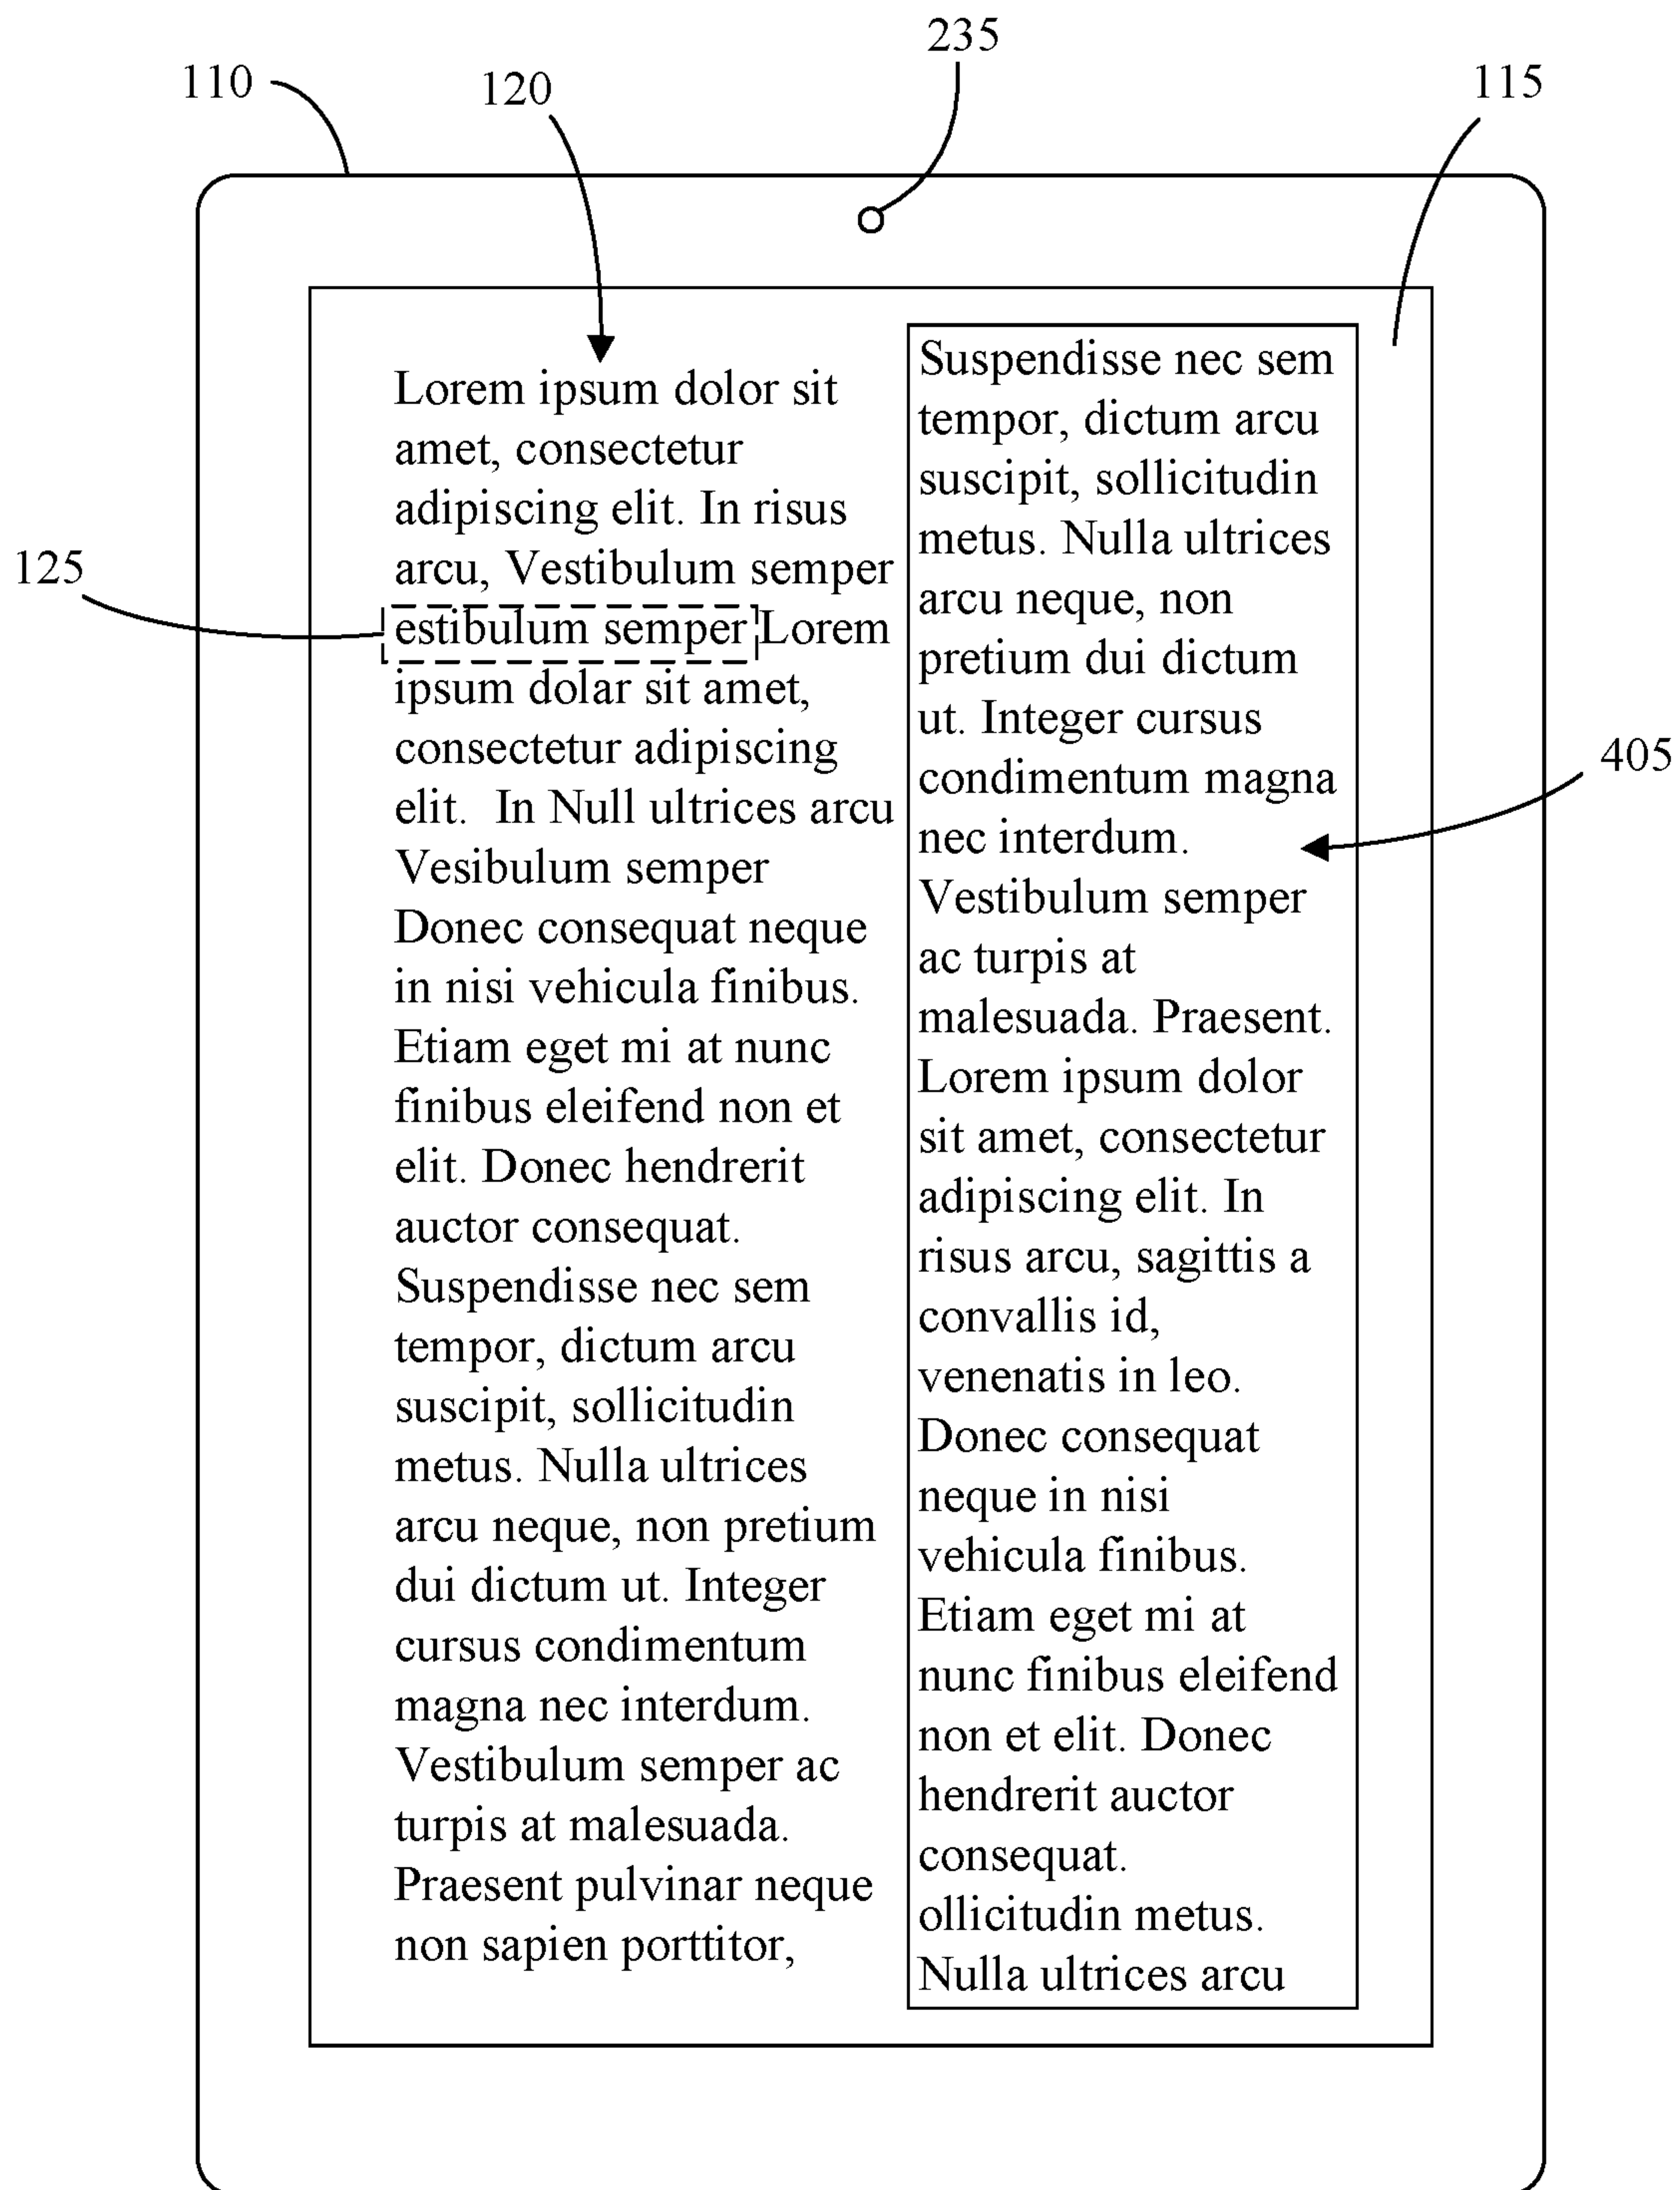 235
110
120
115
Lorem ipsum dolor sit
amet, consectetur
adipiscing elit. In risus
arcu, Vestibulum semper
125
estibulum semper Lorem
ipsum dolar sit amet,
consectetur adipiscing
elit.  In Null ultrices arcu
Vesibulum semper
Donec consequat neque
in nisi vehicula finibus.
Etiam eget mi at nunc
finibus eleifend non et
elit. Donec hendrerit
auctor consequat.
Suspendisse nec sem
tempor, dictum arcu
suscipit, sollicitudin
metus. Nulla ultrices
arcu neque, non pretium
dui dictum ut. Integer
cursus condimentum
magna nec interdum.
Vestibulum semper ac
turpis at malesuada.
Praesent pulvinar neque
non sapien porttitor,
Suspendisse nec sem
tempor, dictum arcu
suscipit, sollicitudin
metus. Nulla ultrices
arcu neque, non
pretium dui dictum
ut. Integer cursus
condimentum magna
nec interdum.
Vestibulum semper
ac turpis at
malesuada. Praesent.
Lorem ipsum dolor
sit amet, consectetur
adipiscing elit. In
risus arcu, sagittis a
convallis id,
venenatis in leo.
Donec consequat
neque in nisi
vehicula finibus.
Etiam eget mi at
nunc finibus eleifend
non et elit. Donec
hendrerit auctor
consequat.
ollicitudin metus.
Nulla ultrices arcu
405